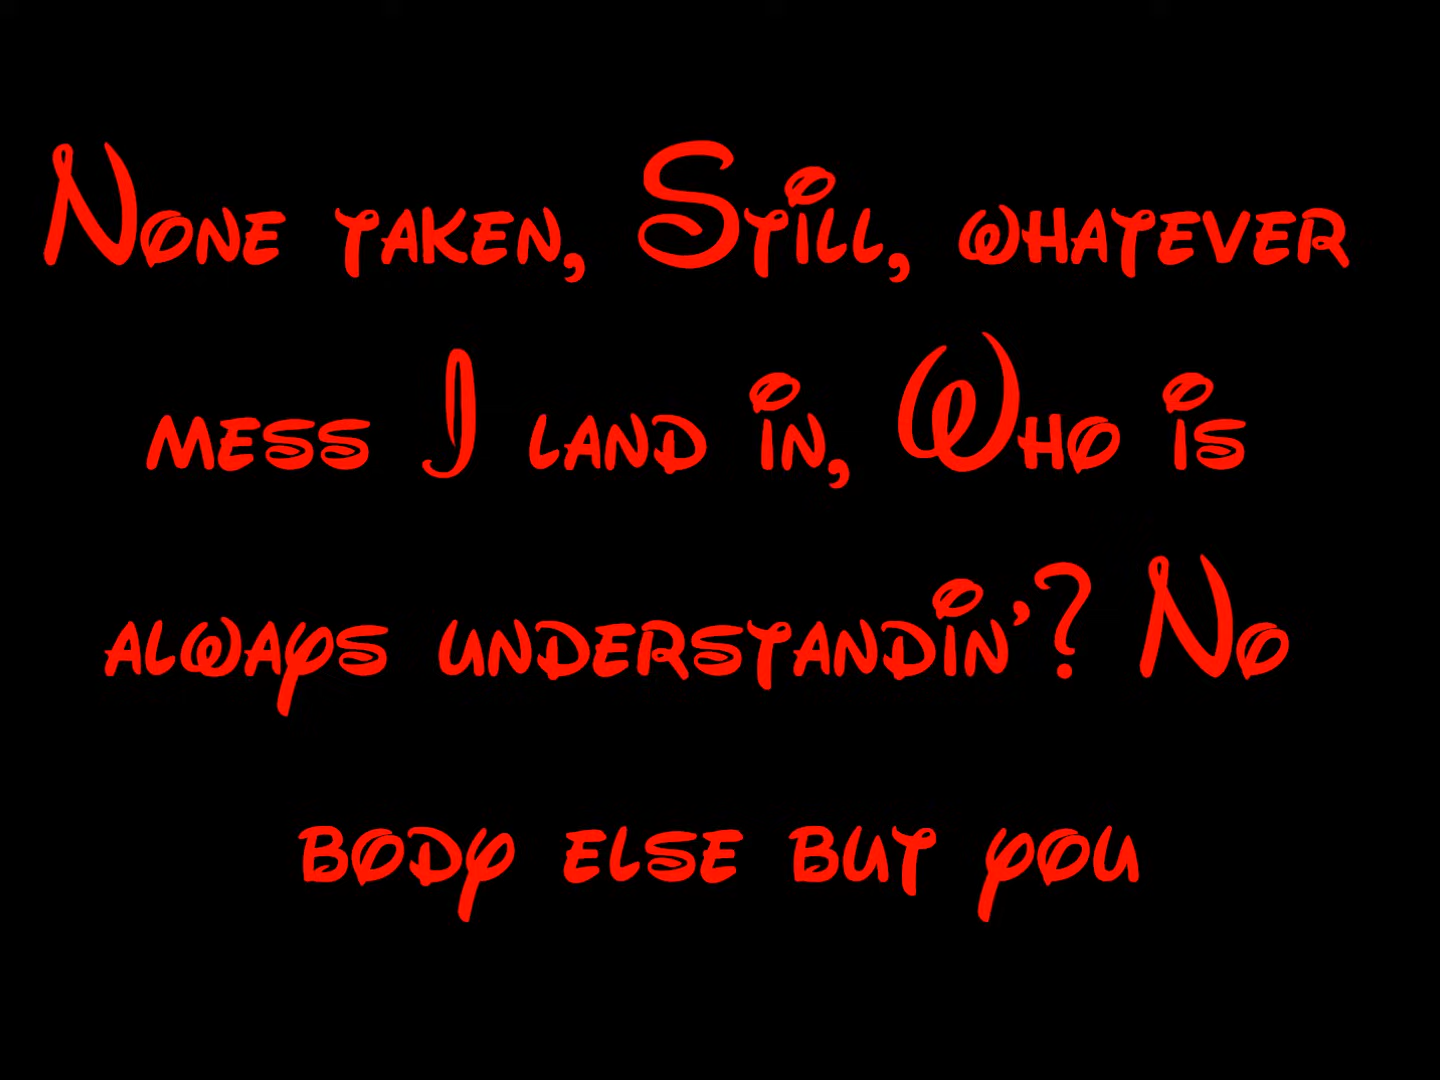 None taken, Still, whatever
mess I land in, Who is
always understandin'? No
body else but you